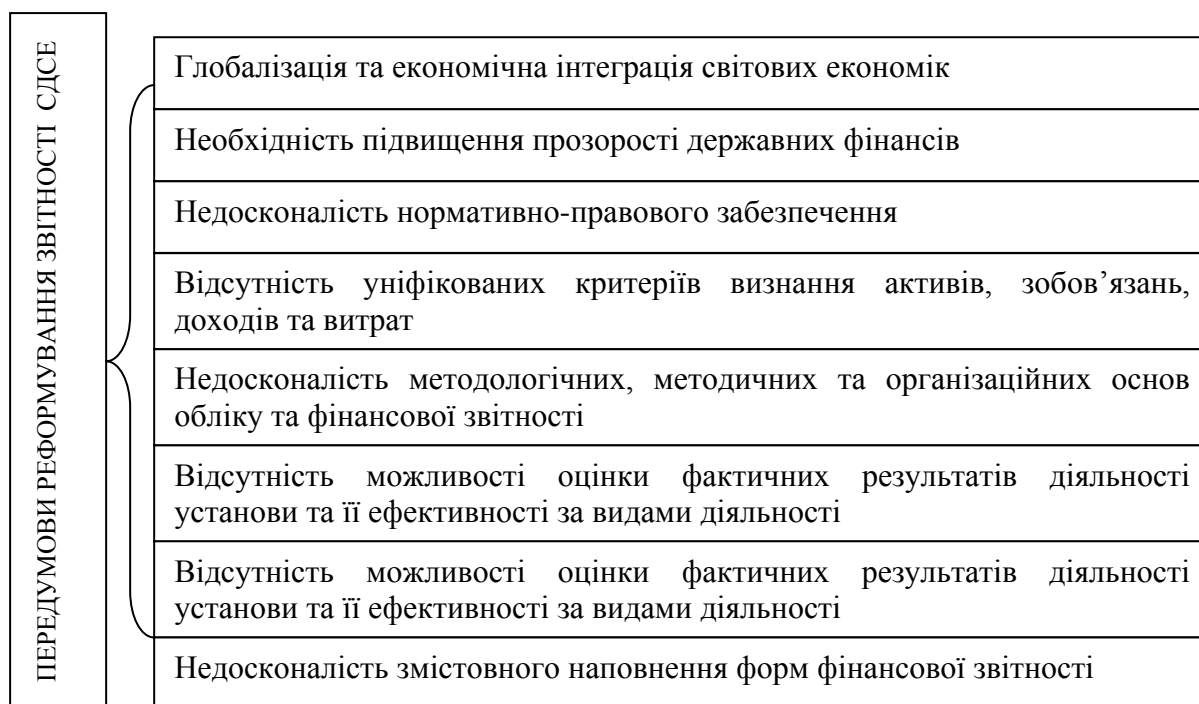 ПЕРЕДУМОВИ РЕФОРМУВАННЯ ЗВІТНОСТІ СДСЕ
Глобалізація та економічна інтеграція світових економік
Необхідність підвищення прозорості державних фінансів
Недосконалість нормативно-правового забезпечення
Відсутність уніфікованих критеріїв визнання активів, зобов’язань,
доходів та витрат
Недосконалість методологічних, методичних та організаційних основ
обліку та фінансової звітності
Відсутність можливості оцінки фактичних результатів діяльності
установи та її ефективності за видами діяльності
Відсутність можливості оцінки фактичних результатів діяльності
установи та її ефективності за видами діяльності
Недосконалість змістовного наповнення форм фінансової звітності